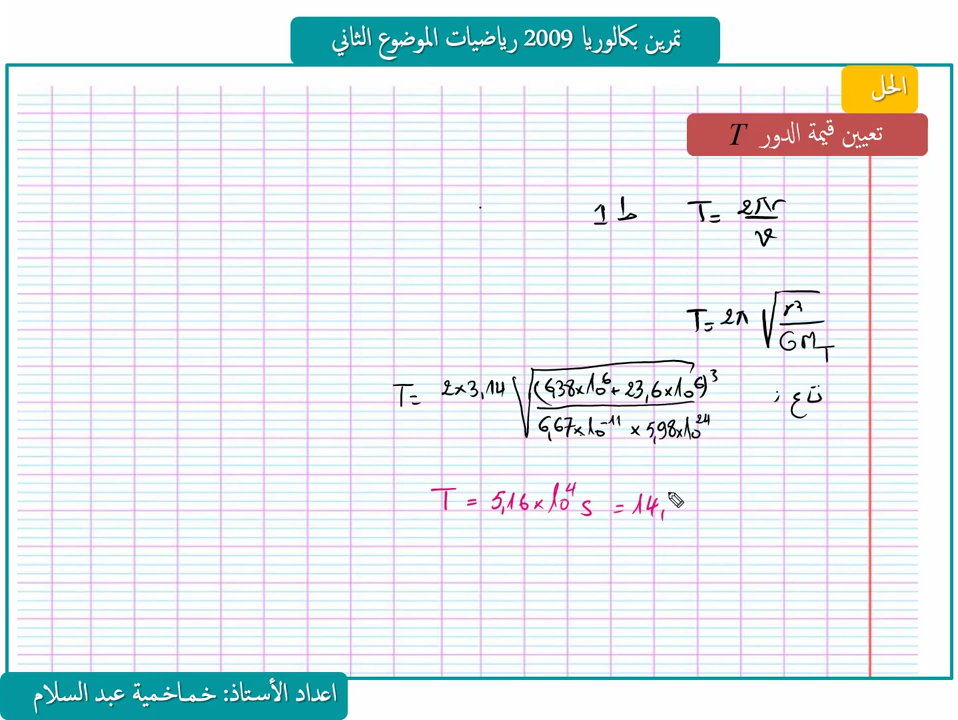 تمرين بكالوريا 2009 رياضيات الموضوع الثاني
الحل
تعيين قيمة الدور T
ط 1 T = 2πr/v
T = 2π √(r³/GM_T)
ت ع : T = 2×3,14 √((6,38×10⁶ + 23,6×10⁶)³ / 6,67×10⁻¹¹ × 5,98×10²⁴)
T = 5,16×10⁴ s = 14,
اعداد الأستاذ: خماخمية عبد السلام